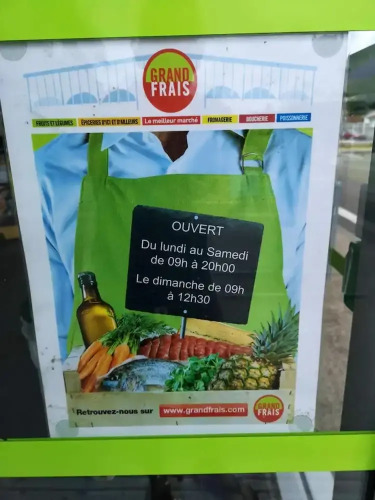 GRAND
FRAIS
FRUITS ET LÉGUMES ÉPICERIES D'ICI ET D'AILLEURS Le meilleur marché FROMAGERIE BOUCHERIE POISSONNERIE
OUVERT
Du lundi au Samedi
de 09h à 20h00
Le dimanche de 09h
à 12h30
Retrouvez-nous sur www.grandfrais.com GRAND
FRAIS